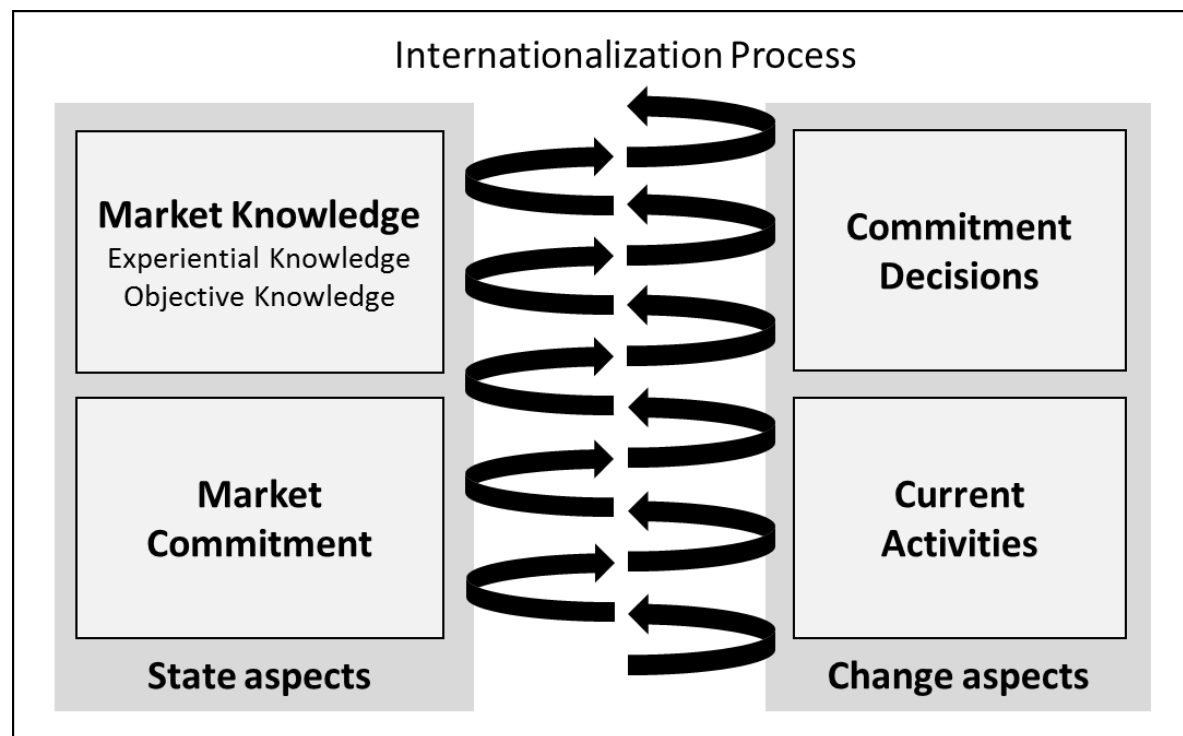 Internationalization Process
Market Knowledge
Experiential Knowledge
Objective Knowledge
Market
Commitment
State aspects
Commitment
Decisions
Current
Activities
Change aspects